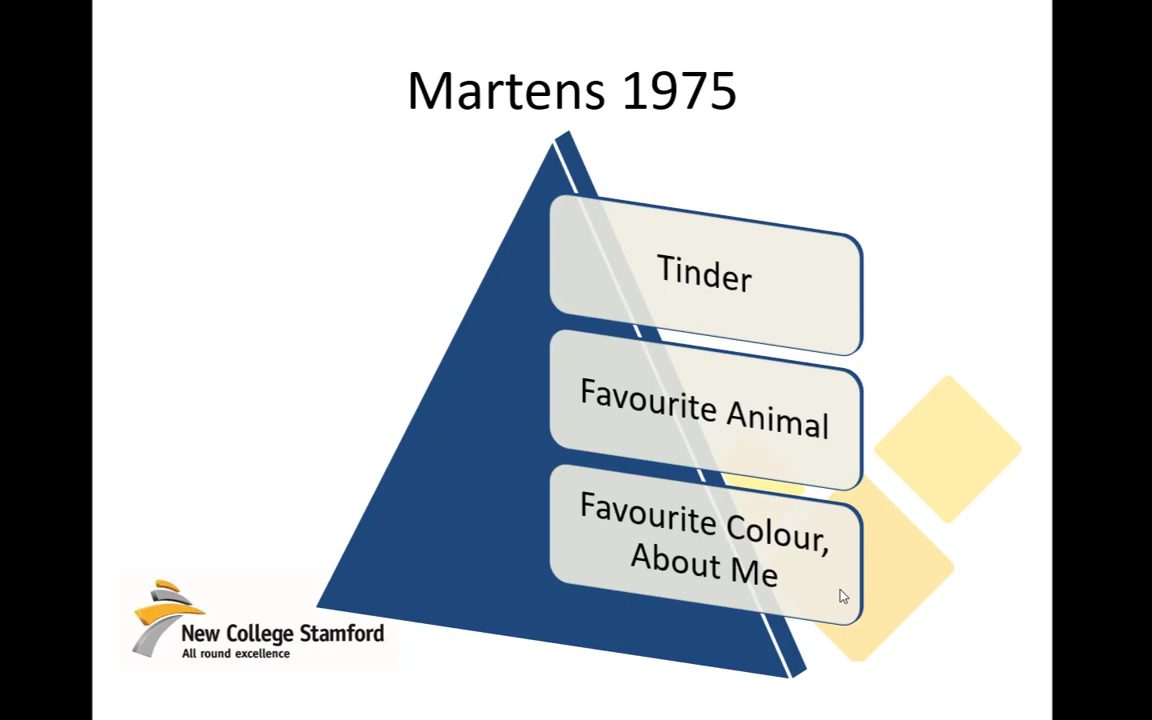 Martens 1975
Tinder
Favourite Animal
Favourite Colour,
About Me
New College Stamford
All round excellence